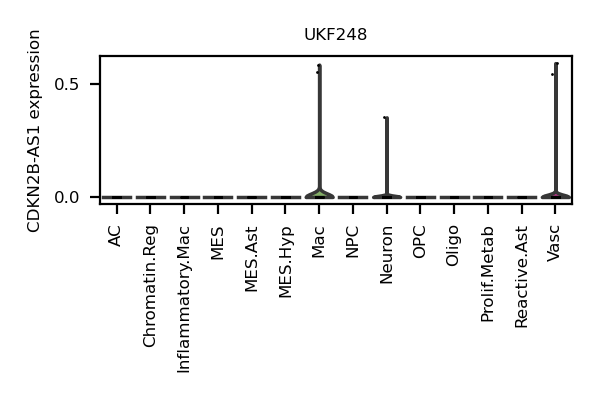 UKF248
CDKN2B-AS1 expression
0.5
0.0
AC
Chromatin.Reg
Inflammatory.Mac
MES
MES.Ast
MES.Hyp
Mac
NPC
Neuron
OPC
Oligo
Prolif.Metab
Reactive.Ast
Vasc